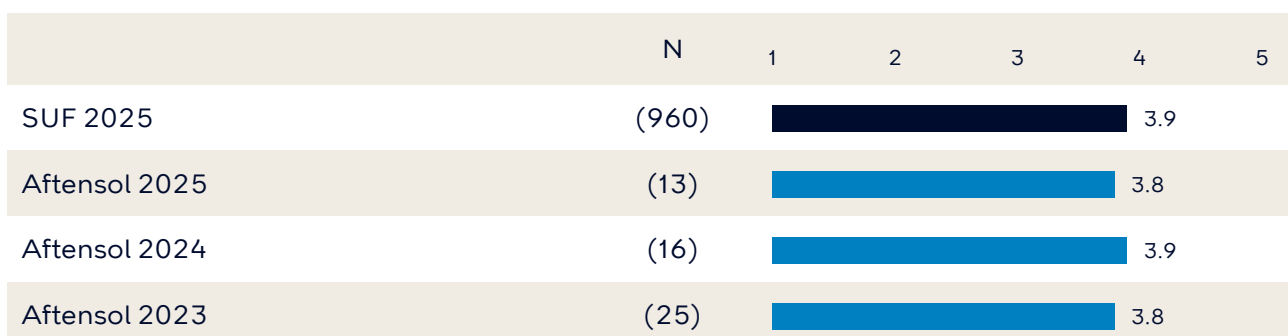 N 1 2 3 4 5
SUF 2025 (960) 3.9
Aftensol 2025 (13) 3.8
Aftensol 2024 (16) 3.9
Aftensol 2023 (25) 3.8